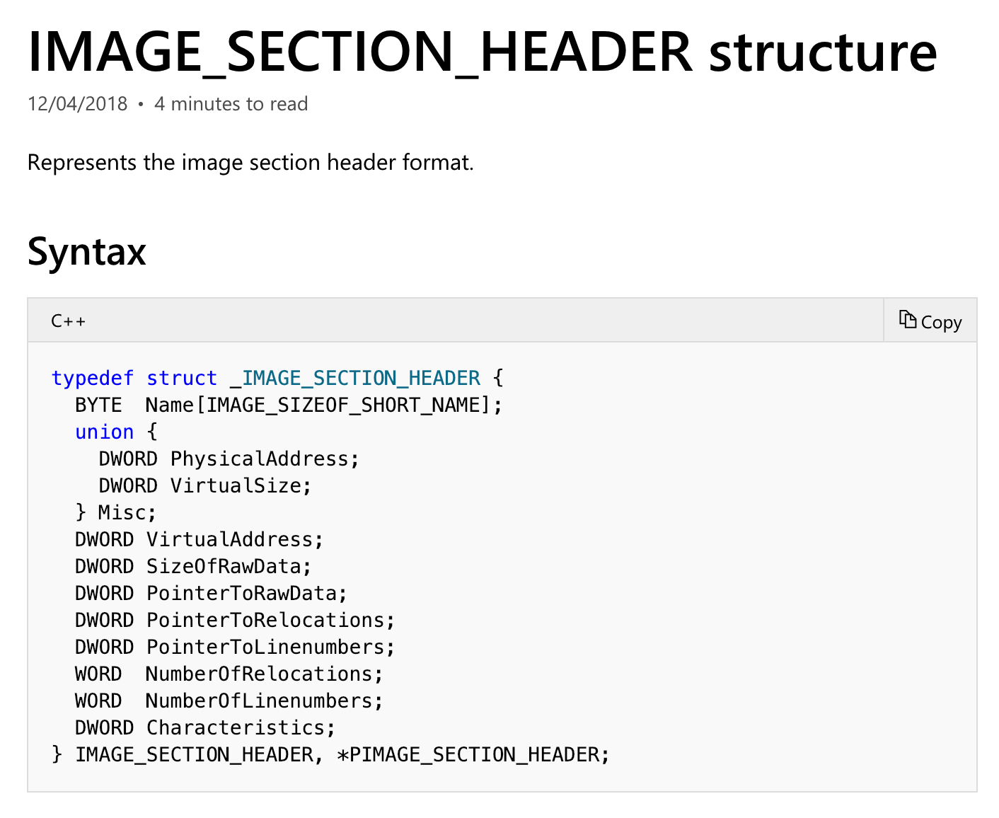 IMAGE_SECTION_HEADER structure
12/04/2018 • 4 minutes to read
Represents the image section header format.
Syntax
C++
Copy
typedef struct _IMAGE_SECTION_HEADER {
  BYTE  Name[IMAGE_SIZEOF_SHORT_NAME];
  union {
    DWORD PhysicalAddress;
    DWORD VirtualSize;
  } Misc;
  DWORD VirtualAddress;
  DWORD SizeOfRawData;
  DWORD PointerToRawData;
  DWORD PointerToRelocations;
  DWORD PointerToLinenumbers;
  WORD  NumberOfRelocations;
  WORD  NumberOfLinenumbers;
  DWORD Characteristics;
} IMAGE_SECTION_HEADER, *PIMAGE_SECTION_HEADER;